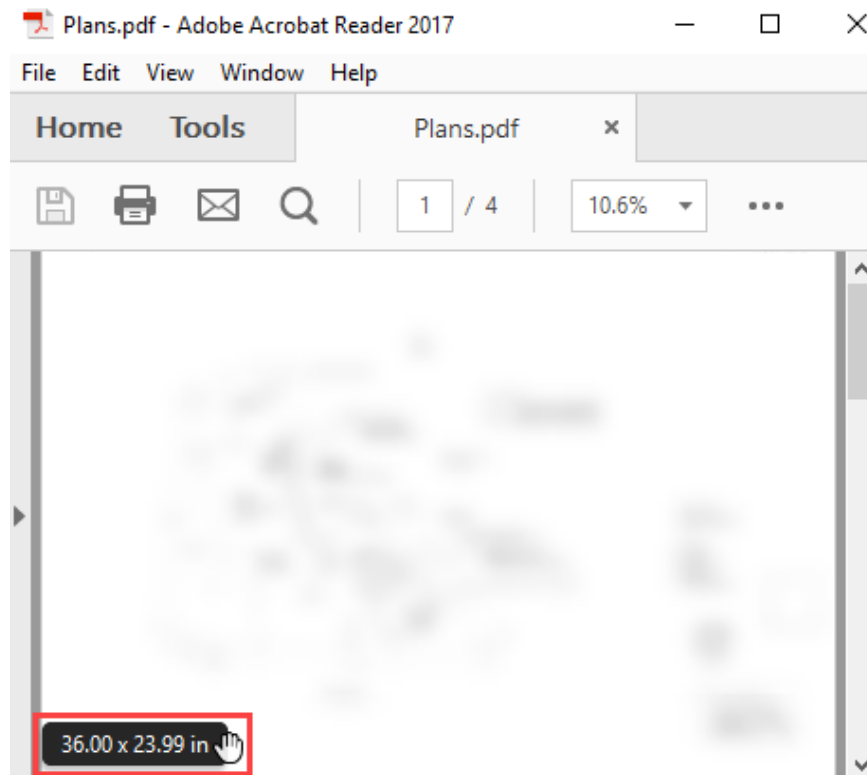 Plans.pdf - Adobe Acrobat Reader 2017
File Edit View Window Help
Home Tools Plans.pdf
1 / 4 10.6%
36.00 x 23.99 in